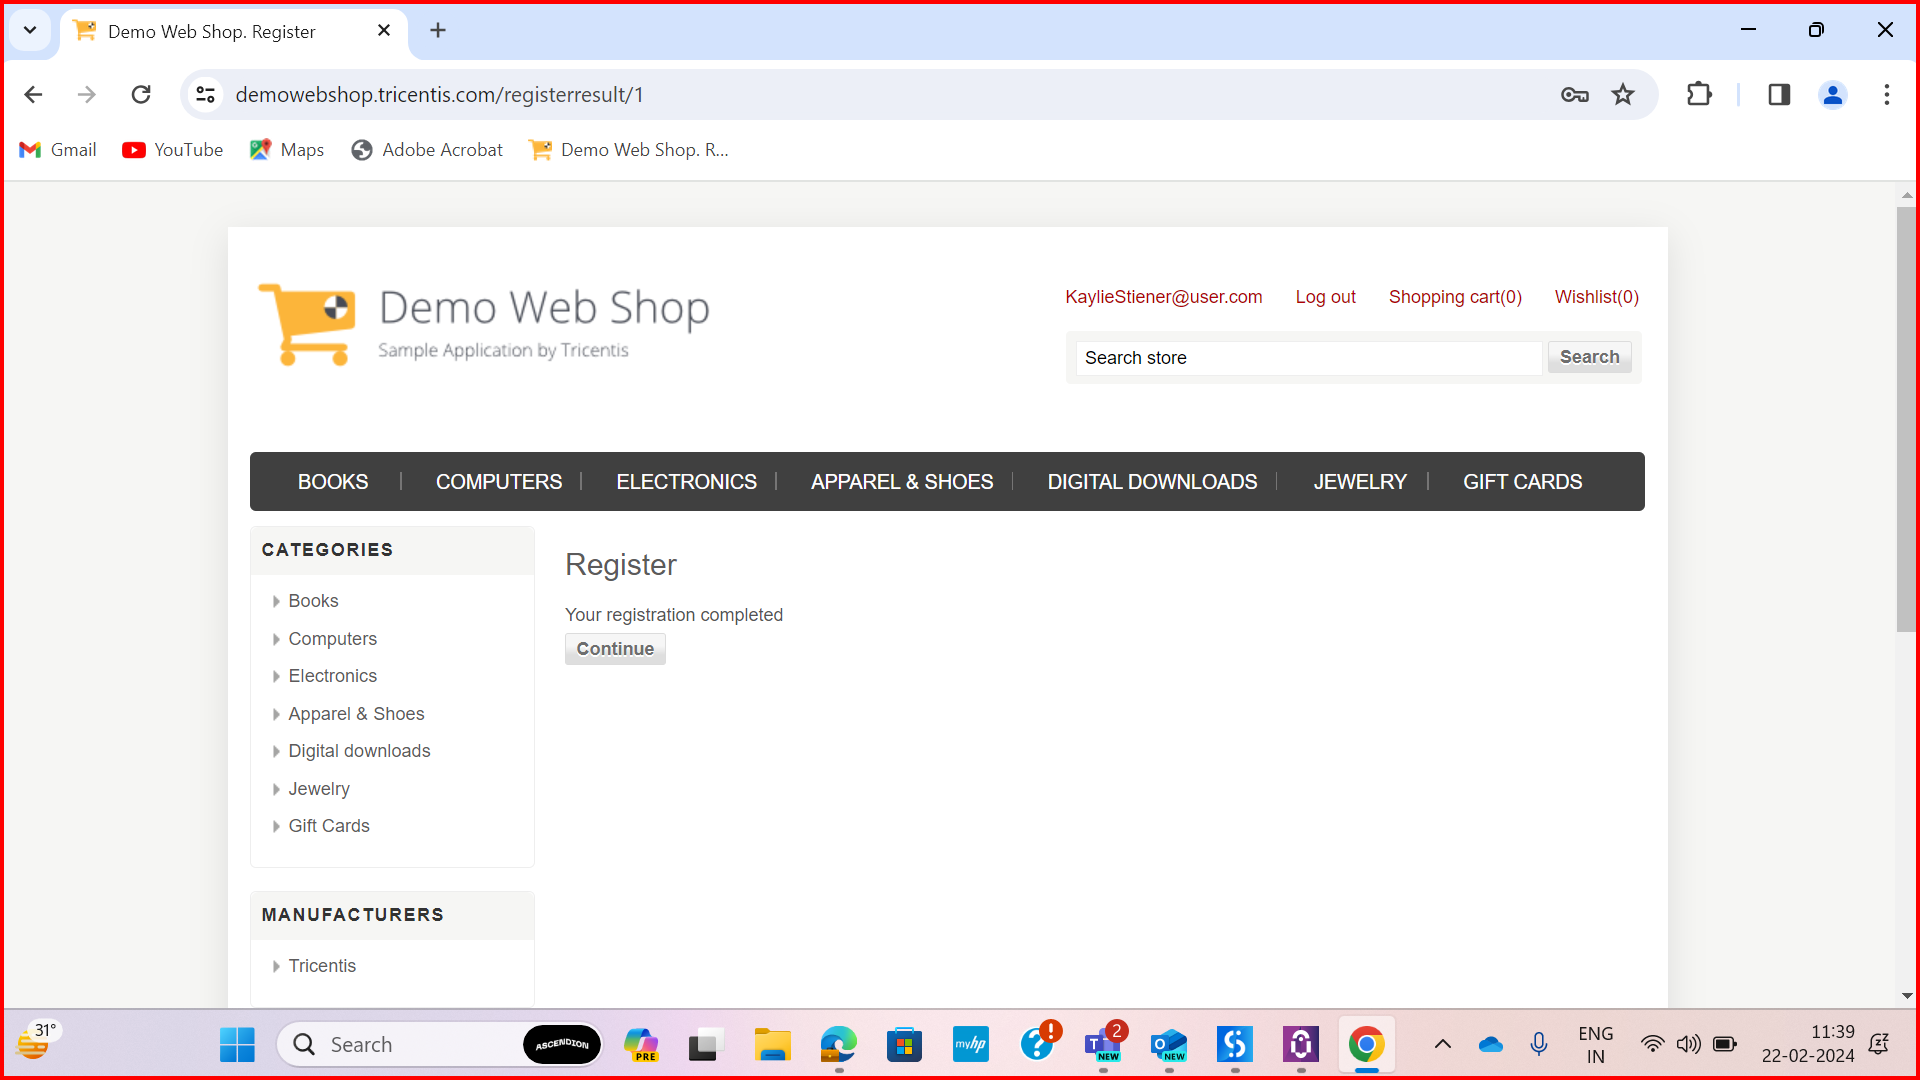 Demo Web Shop. Register
demowebshop.tricentis.com/registerresult/1
Gmail YouTube Maps Adobe Acrobat Demo Web Shop. R...
Demo Web Shop
Sample Application by Tricentis
KaylieStiener@user.com Log out Shopping cart(0) Wishlist(0)
Search store Search
BOOKS COMPUTERS ELECTRONICS APPAREL & SHOES DIGITAL DOWNLOADS JEWELRY GIFT CARDS
CATEGORIES
Books
Computers
Electronics
Apparel & Shoes
Digital downloads
Jewelry
Gift Cards
Register
Your registration completed
Continue
MANUFACTURERS
Tricentis
31°
Search
ASCENDION
PRE
myhp
2
NEW
NEW
ENG
IN
11:39
22-02-2024